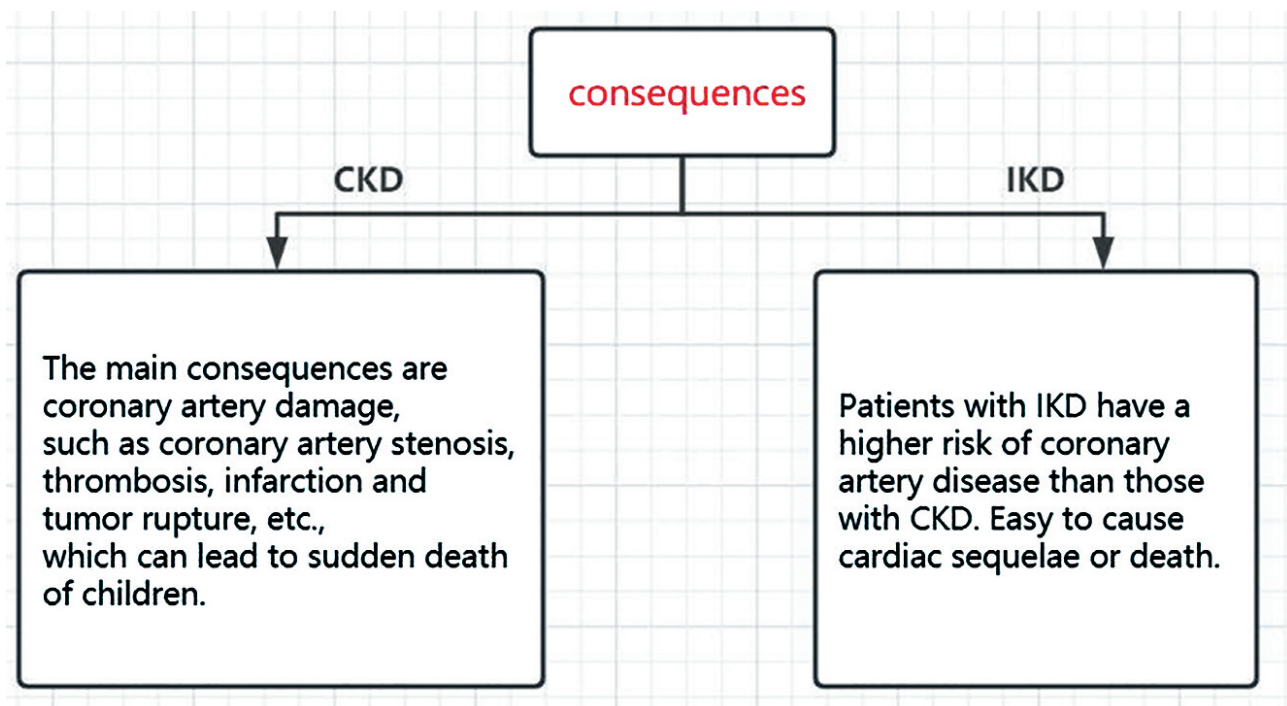 consequences
CKD
IKD
The main consequences are
coronary artery damage,
such as coronary artery stenosis,
thrombosis, infarction and
tumor rupture, etc.,
which can lead to sudden death
of children.
Patients with IKD have a
higher risk of coronary
artery disease than those
with CKD. Easy to cause
cardiac sequelae or death.